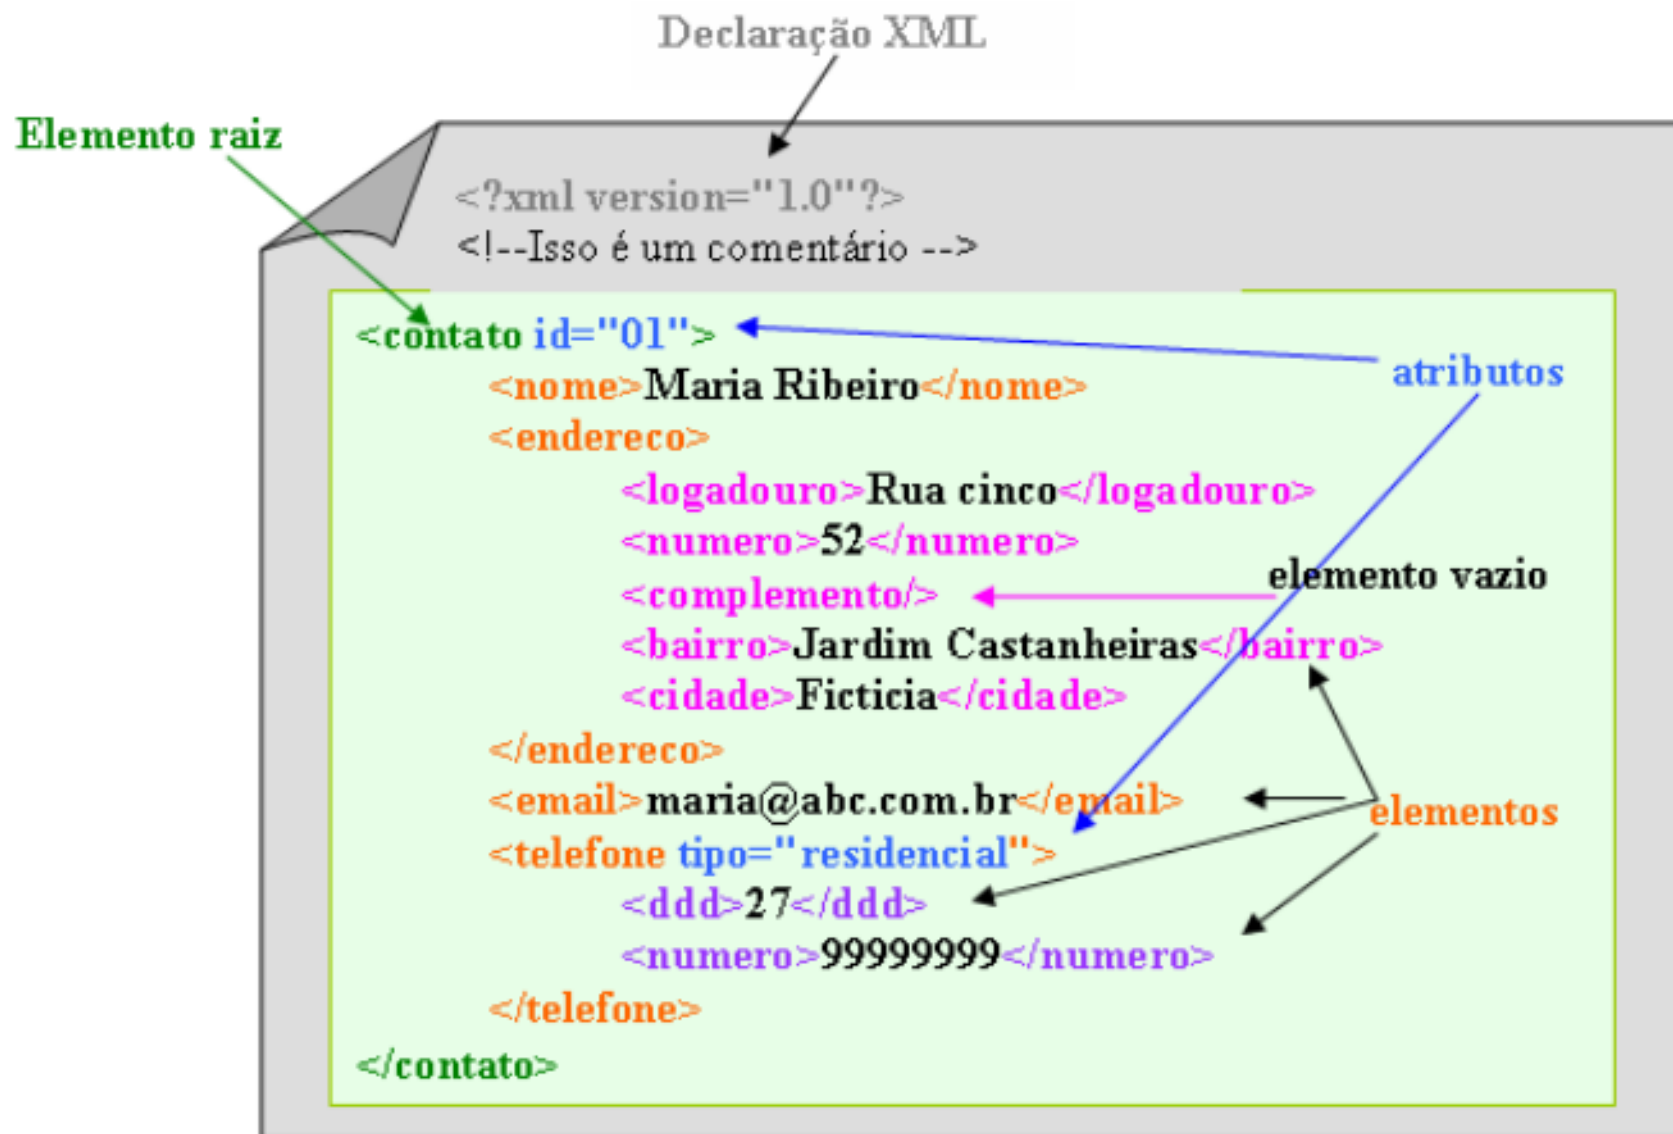 Declaração XML
Elemento raiz
<?xml version="1.0"?>
<!--Isso é um comentário -->
<contato id="01">
atributos
<nome>Maria Ribeiro</nome>
<endereco>
<logadouro>Rua cinco</logadouro>
<numero>52</numero>
elemento vazio
<complemento/>
<bairro>Jardim Castanheiras</bairro>
<cidade>Ficticia</cidade>
</endereco>
<email>maria@abc.com.br</email>
elementos
<telefone tipo="residencial">
<ddd>27</ddd>
<numero>99999999</numero>
</telefone>
</contato>